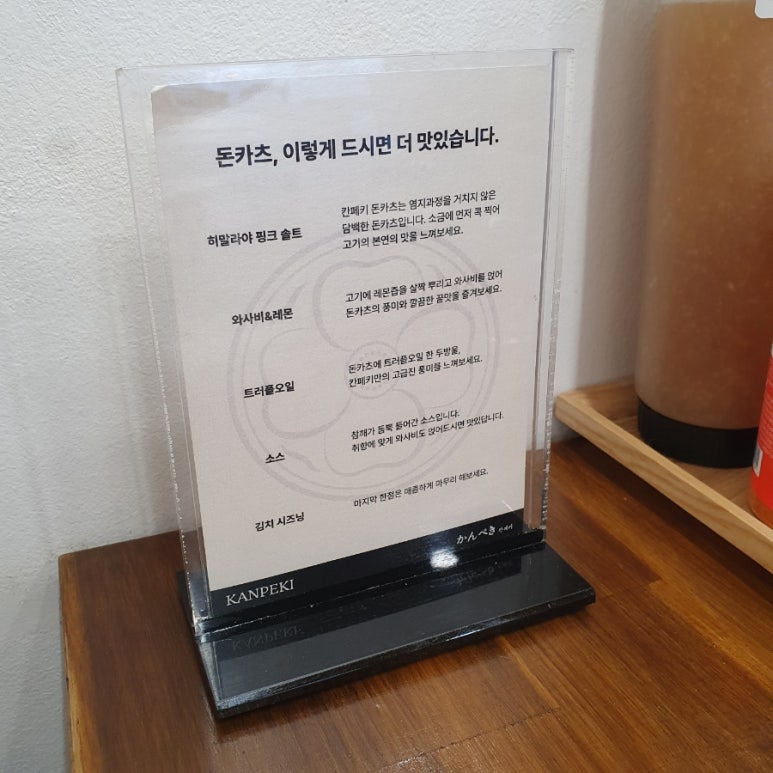 돈카츠, 이렇게 드시면 더 맛있습니다.
히말라야 핑크 솔트
칸페키 돈카츠는 염지과정을 거치지 않은
담백한 돈카츠입니다. 소금에 먼저 콕 찍어
고기의 본연의 맛을 느껴보세요.
와사비&레몬
고기에 레몬즙을 살짝 뿌리고 와사비를 얹어
돈카츠의 풍미와 깔끔한 끝맛을 즐겨보세요.
트러플오일
돈카츠에 트러플오일 한 두방울,
칸페키만의 고급진 풍미를 느껴보세요.
소스
참깨가 듬뿍 들어간 소스입니다.
취향에 맞게 와사비도 얹어드시면 맛있답니다.
김치 시즈닝
마지막 한점은 매콤하게 마무리 해보세요.
KANPEKI
かんぺき 칸페키